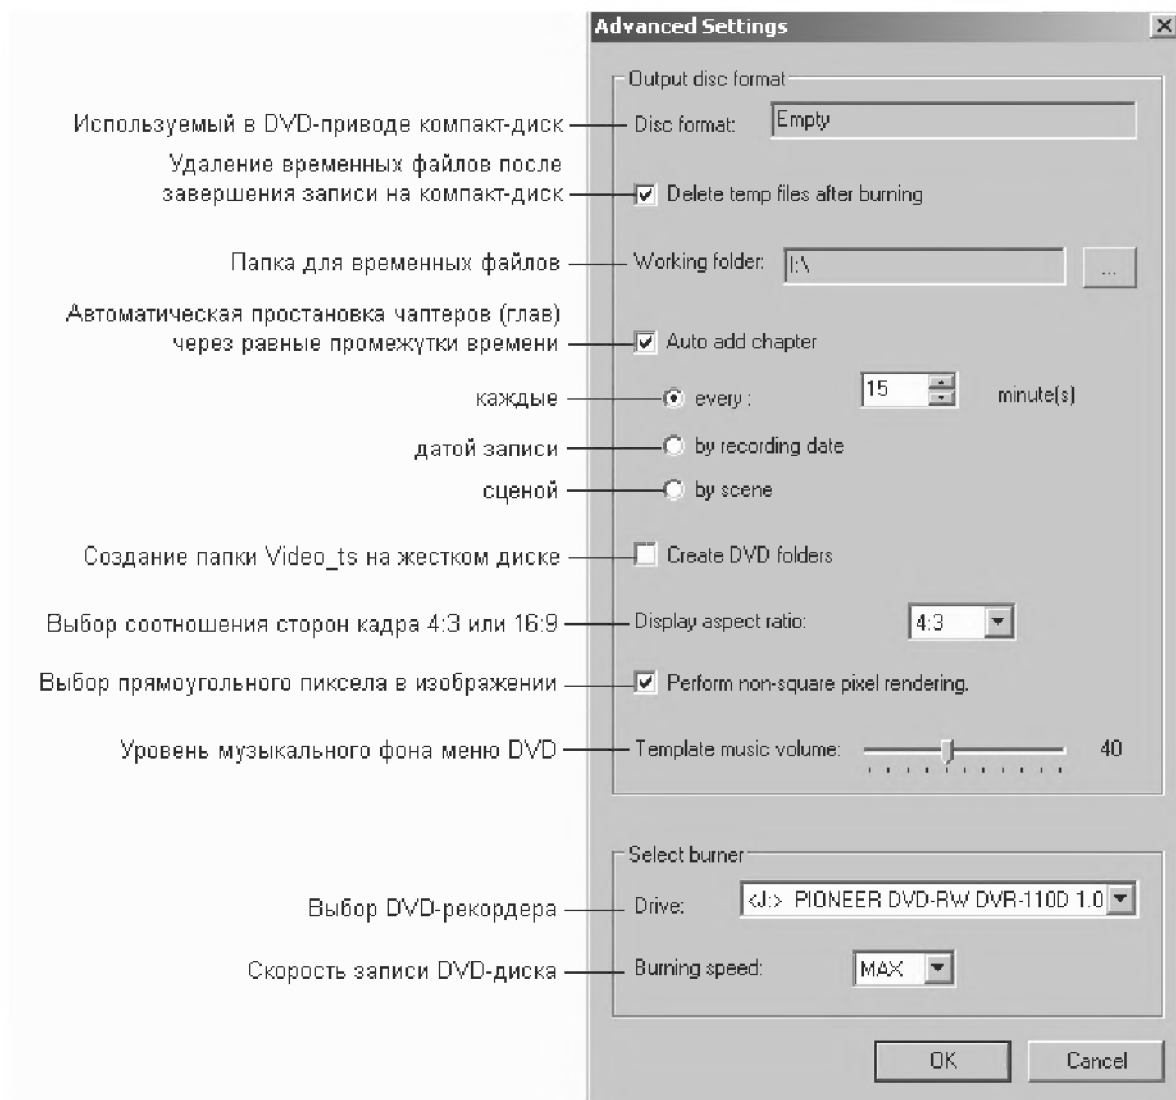 Advanced Settings
Output disc format
Используемый в DVD-приводе компакт-диск
Disc format:
Empty
Удаление временных файлов после
завершения записи на компакт-диск
Delete temp files after burning
Папка для временных файлов
Working folder:
I:\
...
Автоматическая простановка чаптеров (глав)
через равные промежутки времени
Auto add chapter
каждые
every :
15
minute(s)
датой записи
by recording date
сценой
by scene
Создание папки Video_ts на жестком диске
Create DVD folders
Выбор соотношения сторон кадра 4:3 или 16:9
Display aspect ratio:
4:3
Выбор прямоугольного пиксела в изображении
Perform non-square pixel rendering.
Уровень музыкального фона меню DVD
Template music volume:
40
Select burner
Выбор DVD-рекордера
Drive:
<J:> PIONEER DVD-RW DVR-110D 1.0
Скорость записи DVD-диска
Burning speed:
MAX
OK
Cancel